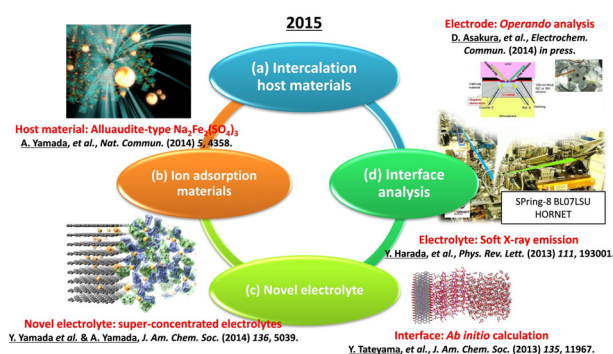 2015
Electrode: Operando analysis
D. Asakura, et al., Electrochem.
Commun. (2014) in press.
(a) Intercalation
host materials
Host material: Alluaudite-type Na₂Fe₂(SO₄)₃
A. Yamada, et al., Nat. Commun. (2014) 5, 4358.
(b) Ion adsorption
materials
(d) Interface
analysis
SPring-8 BL07LSU
HORNET
Electrolyte: Soft X-ray emission
Y. Harada, et al., Phys. Rev. Lett. (2013) 111, 193001.
(c) Novel electrolyte
Novel electrolyte: super-concentrated electrolytes
Y. Yamada et al. & A. Yamada, J. Am. Chem. Soc. (2014) 136, 5039.
Interface: Ab initio calculation
Y. Tateyama, et al., J. Am. Chem. Soc. (2013) 135, 11967.